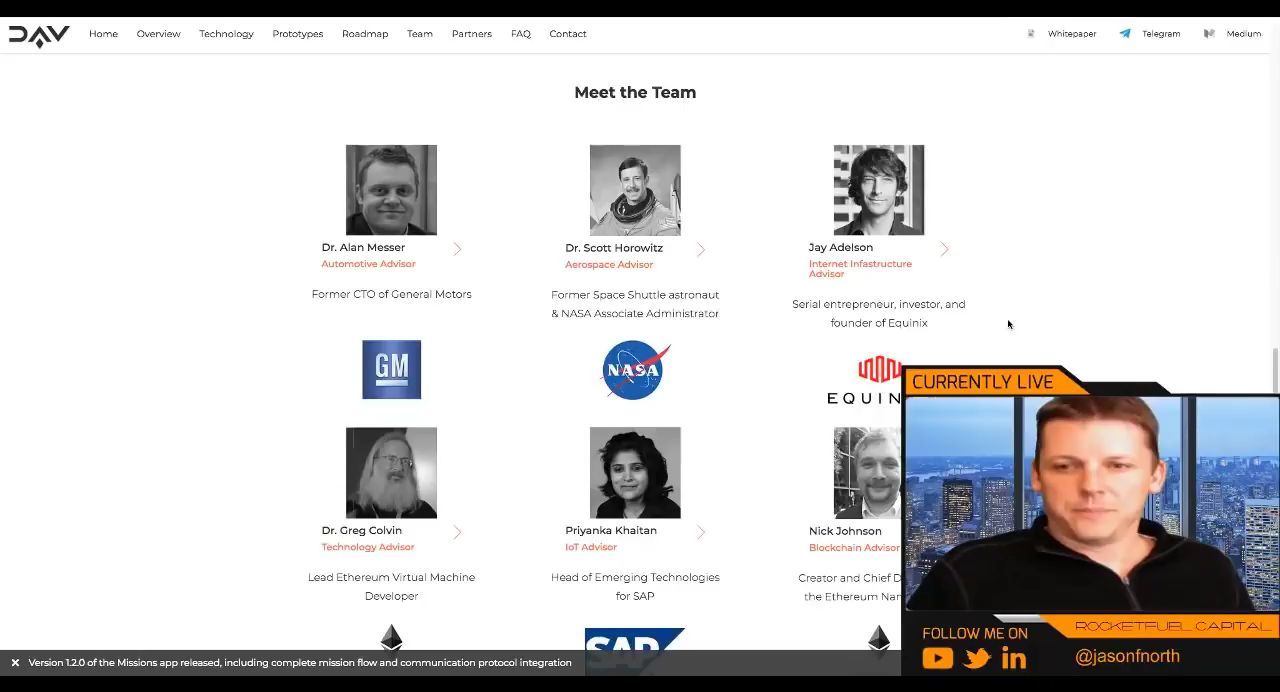 DAV Home Overview Technology Prototypes Roadmap Team Partners FAQ Contact Whitepaper Telegram Medium
Meet the Team
Dr. Alan Messer
Automotive Advisor
Former CTO of General Motors
GM
Dr. Scott Horowitz
Aerospace Advisor
Former Space Shuttle astronaut
& NASA Associate Administrator
NASA
Jay Adelson
Internet Infastructure
Advisor
Serial entrepreneur, investor, and
founder of Equinix
EQUIN
Dr. Greg Colvin
Technology Advisor
Lead Ethereum Virtual Machine
Developer
Priyanka Khaitan
IoT Advisor
Head of Emerging Technologies
for SAP
SAP
Nick Johnson
Blockchain Advisor
Creator and Chief D
the Ethereum Nam
CURRENTLY LIVE
FOLLOW ME ON
ROCKETFUEL CAPITAL
@jasonfnorth
× Version 1.2.0 of the Missions app released, including complete mission flow and communication protocol integration